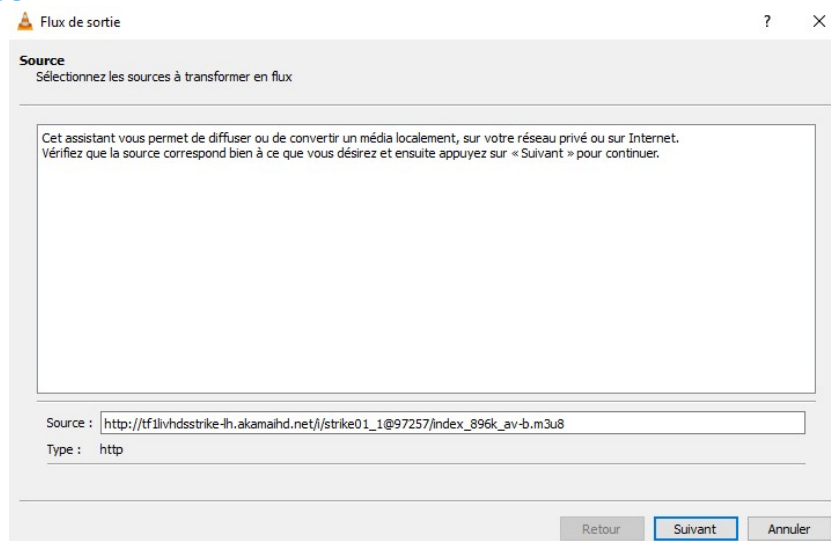 Flux de sortie
?
Source
Sélectionnez les sources à transformer en flux
Cet assistant vous permet de diffuser ou de convertir un média localement, sur votre réseau privé ou sur Internet.
Vérifiez que la source correspond bien à ce que vous désirez et ensuite appuyez sur « Suivant » pour continuer.
Source : http://tf1livhdsstrike-lh.akamaihd.net/i/strike01_1@97257/index_896k_av-b.m3u8
Type : http
Retour Suivant Annuler